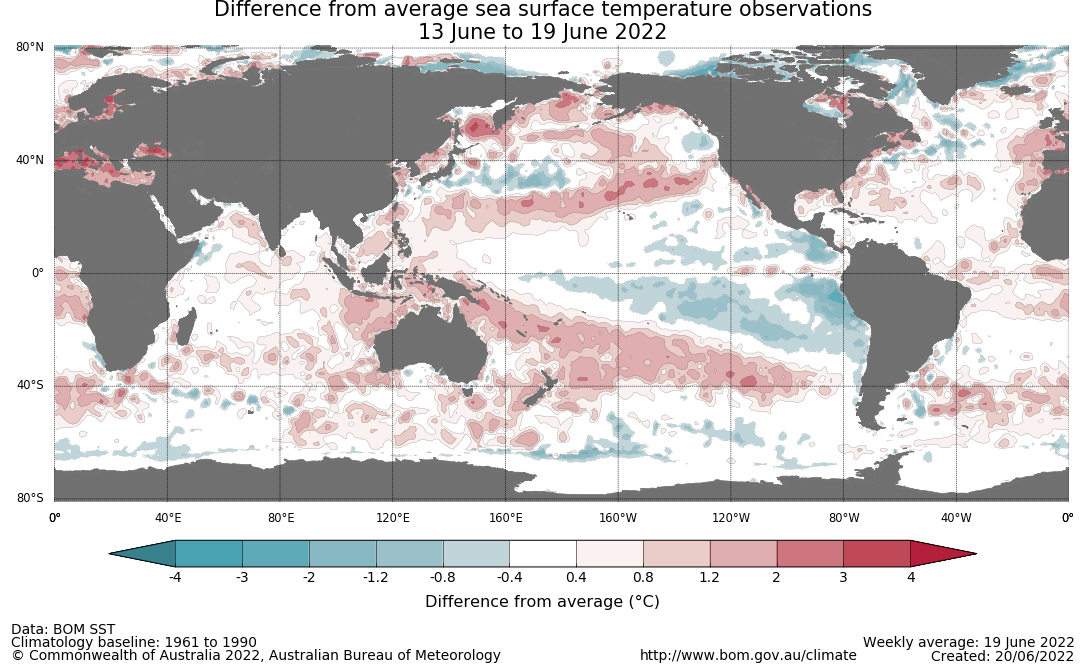 Difference from average sea surface temperature observations
13 June to 19 June 2022
80°N
40°N
0°
40°S
80°S
0° 40°E 80°E 120°E 160°E 160°W 120°W 80°W 40°W 0°
-4 -3 -2 -1.2 -0.8 -0.4 0.4 0.8 1.2 2 3 4
Difference from average (°C)
Data: BOM SST
Climatology baseline: 1961 to 1990
© Commonwealth of Australia 2022, Australian Bureau of Meteorology
http://www.bom.gov.au/climate
Weekly average: 19 June 2022
Created: 20/06/2022